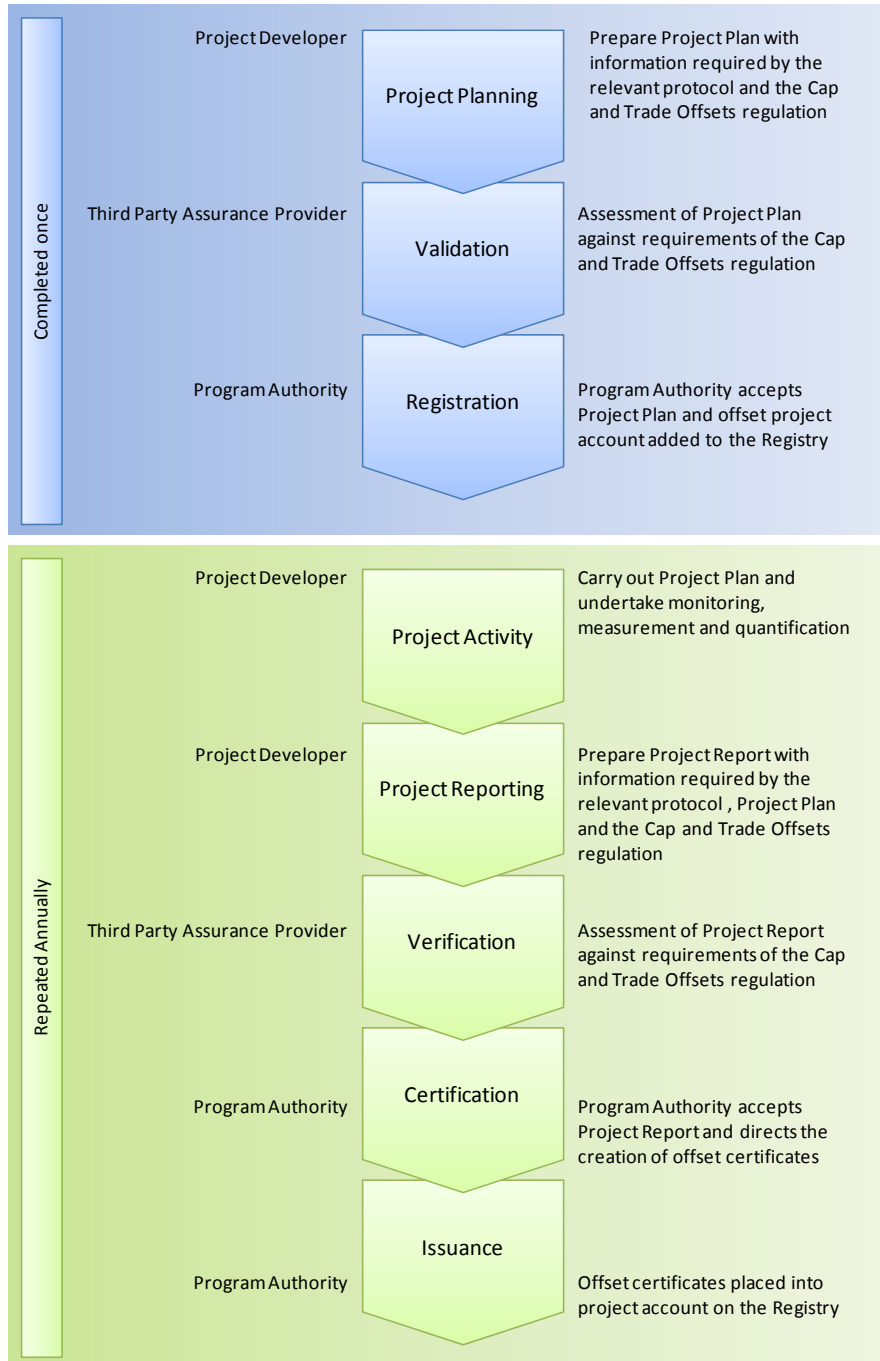 Completed once
Project Developer
Project Planning
Prepare Project Plan with
information required by the
relevant protocol and the Cap
and Trade Offsets regulation
Third Party Assurance Provider
Validation
Assessment of Project Plan
against requirements of the Cap
and Trade Offsets regulation
Program Authority
Registration
Program Authority accepts
Project Plan and offset project
account added to the Registry
Repeated Annually
Project Developer
Project Activity
Carry out Project Plan and
undertake monitoring,
measurement and quantification
Project Developer
Project Reporting
Prepare Project Report with
information required by the
relevant protocol , Project Plan
and the Cap and Trade Offsets
regulation
Third Party Assurance Provider
Verification
Assessment of Project Report
against requirements of the Cap
and Trade Offsets regulation
Program Authority
Certification
Program Authority accepts
Project Report and directs the
creation of offset certificates
Program Authority
Issuance
Offset certificates placed into
project account on the Registry